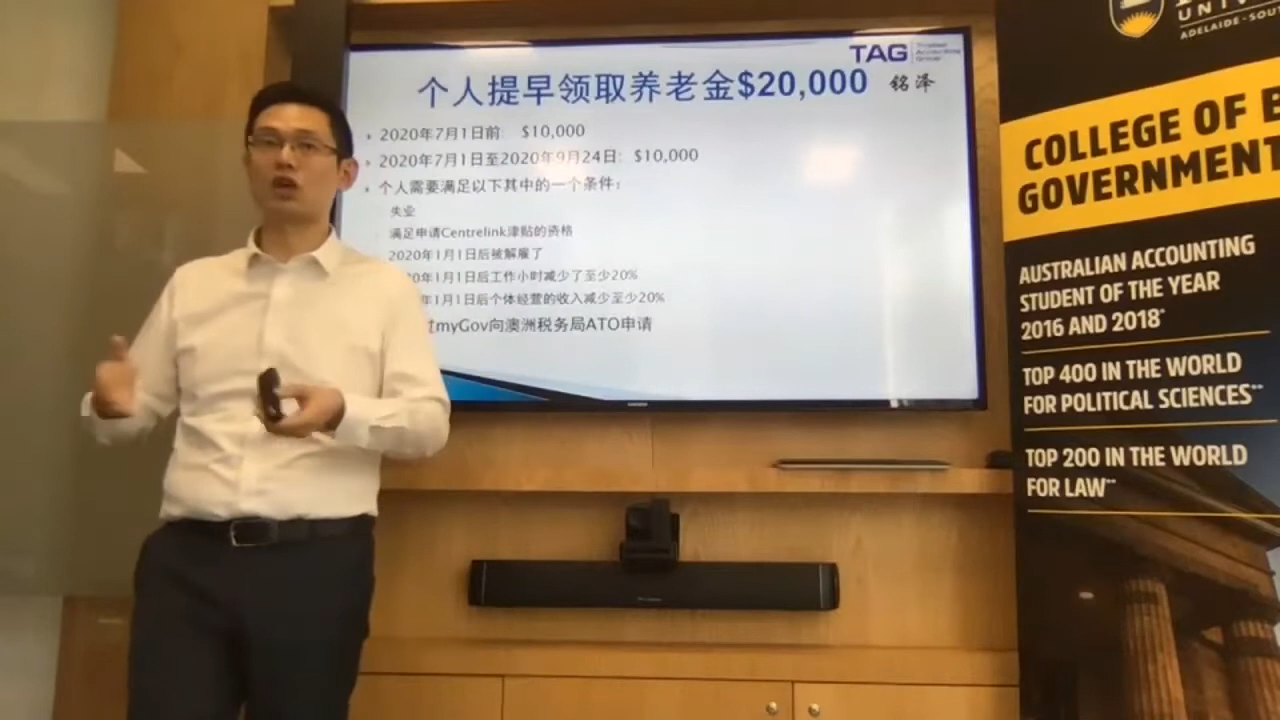 TAG
Trusted
Accounting
Group
铭泽
个人提早领取养老金$20,000
2020年7月1日前: $10,000
2020年7月1日至2020年9月24日: $10,000
个人需要满足以下其中的一个条件:
失业
满足申请Centrelink津贴的资格
2020年1月1日后被解雇了
20年1月1日后工作小时减少了至少20%
年1月1日后个体经营的收入减少至少20%
过myGov向澳洲税务局ATO申请
UNIV
ADELAIDE · SOU
COLLEGE OF B
GOVERNMENT
AUSTRALIAN ACCOUNTING
STUDENT OF THE YEAR
2016 AND 2018*
TOP 400 IN THE WORLD
FOR POLITICAL SCIENCES**
TOP 200 IN THE WORLD
FOR LAW**